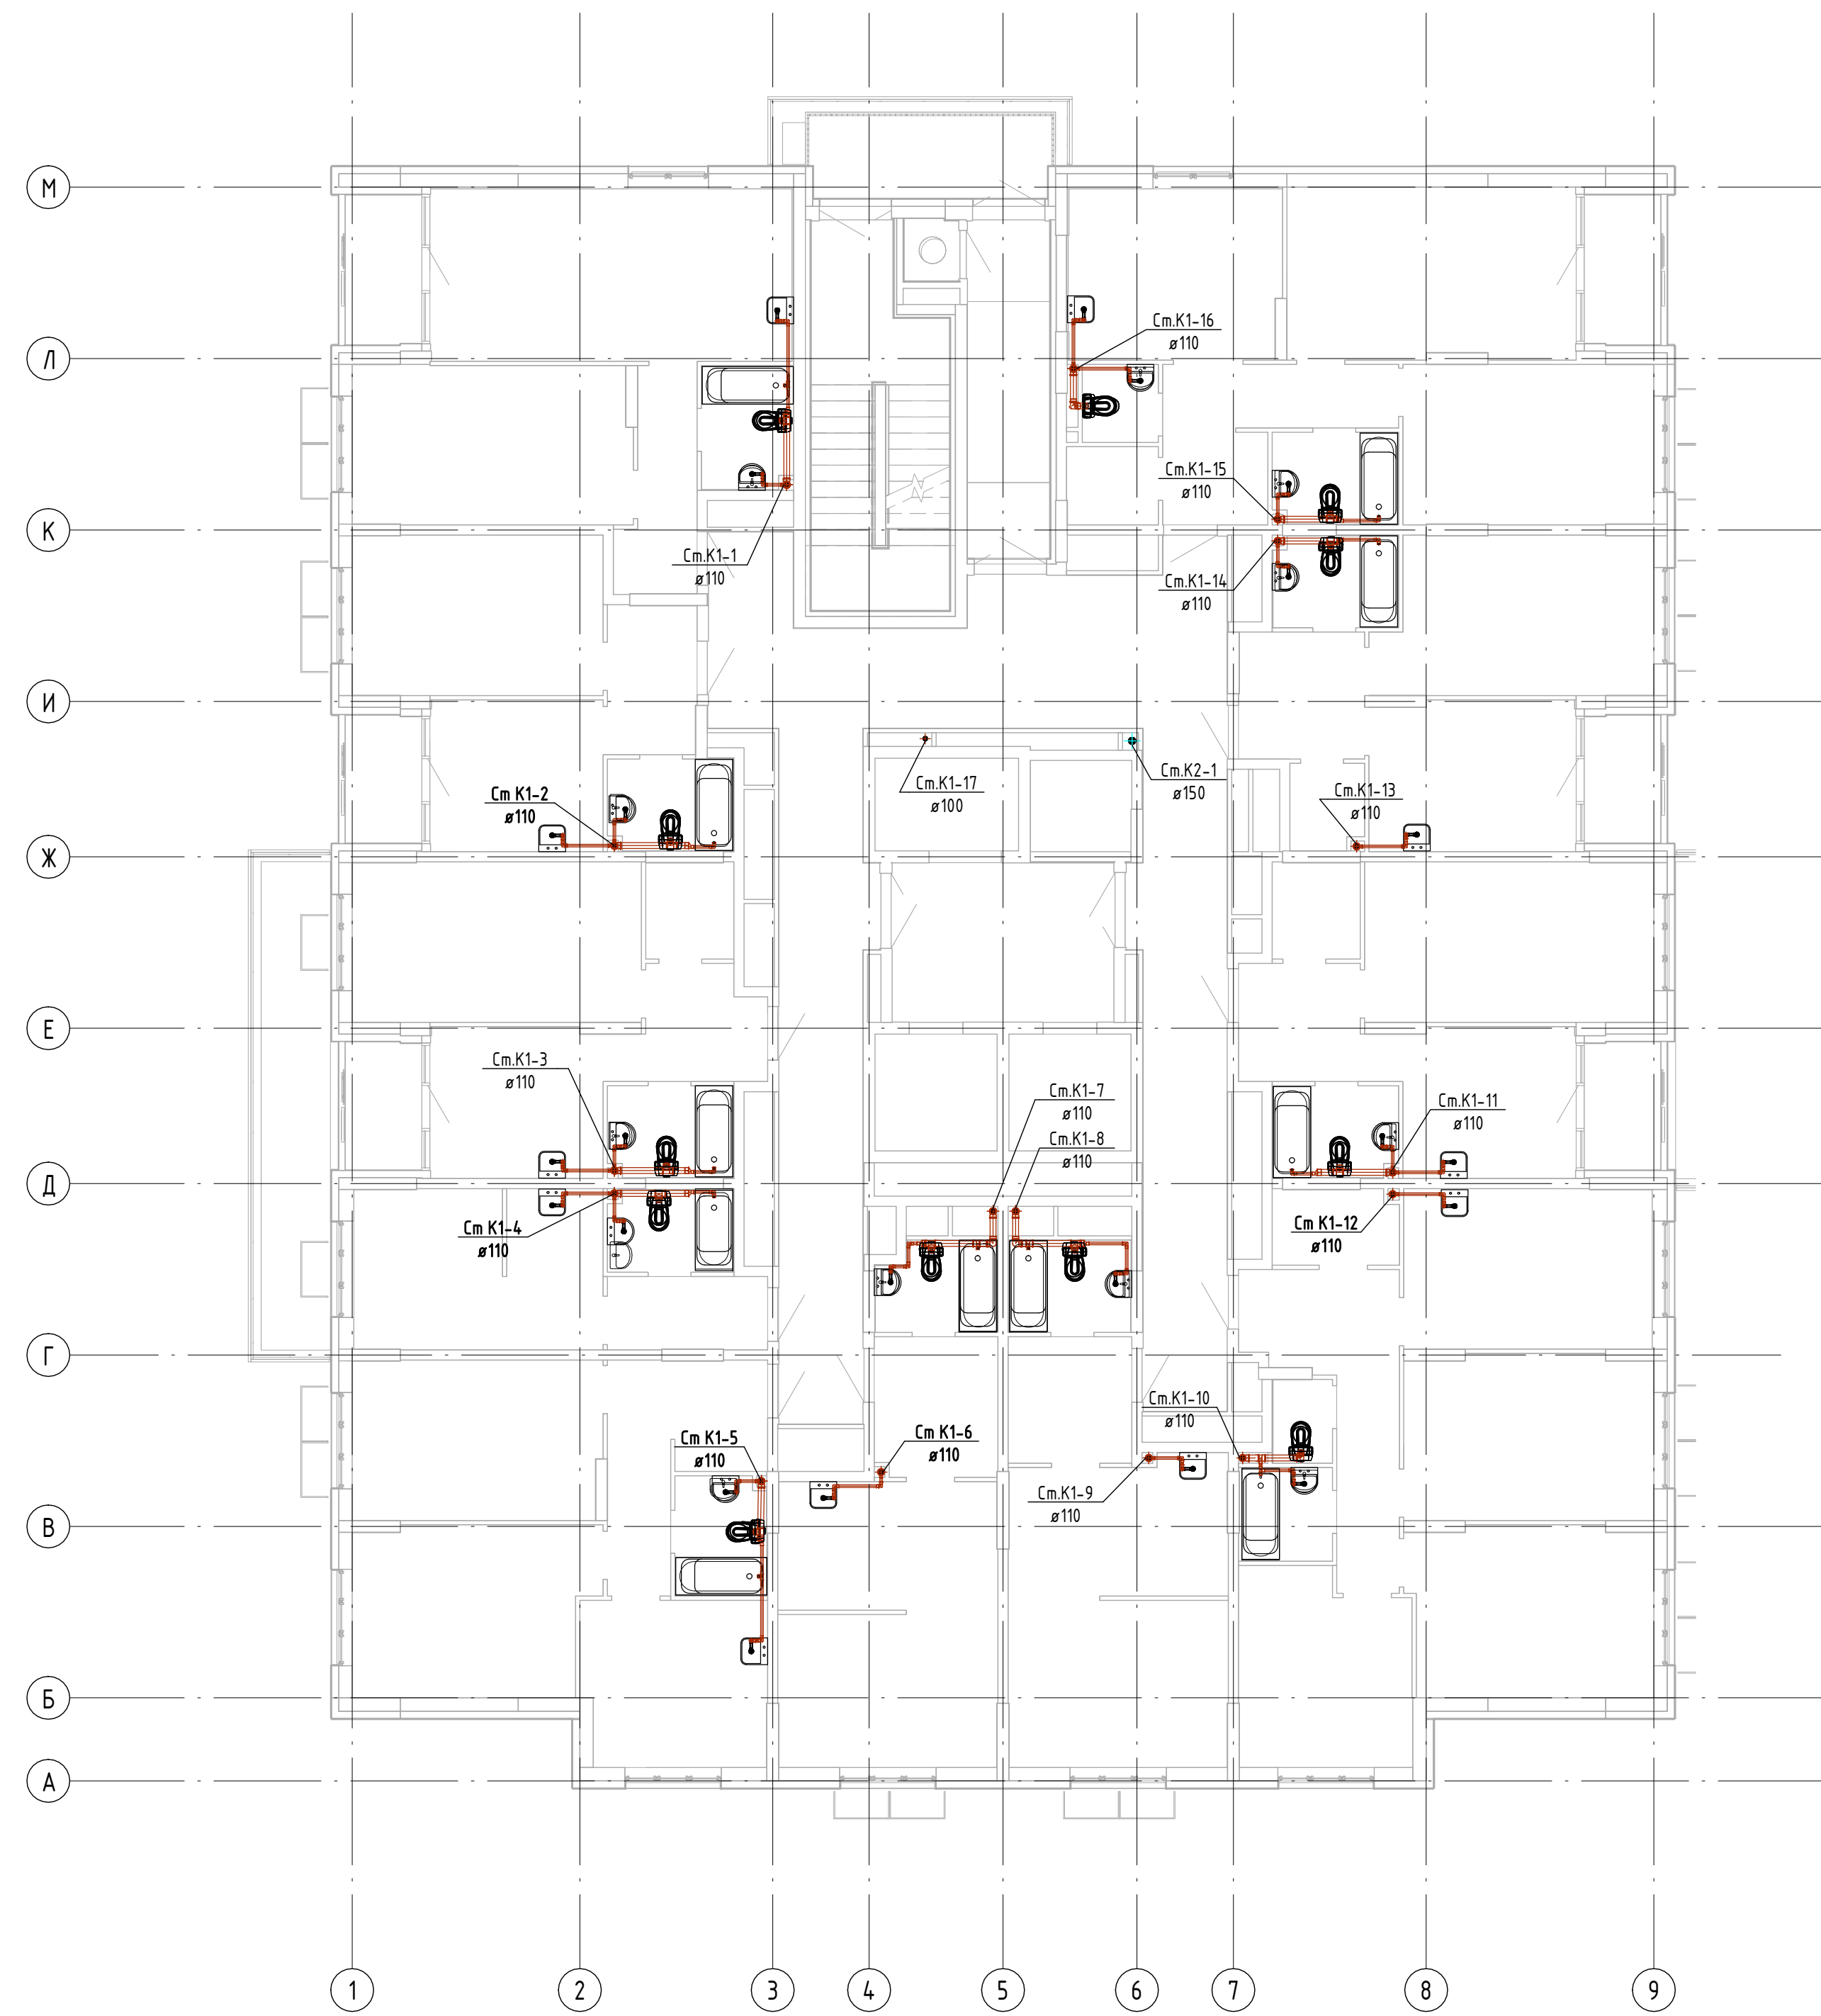 М
Ст.К1-16
ø110
Л
Ст.К1-15
ø110
К
Ст.К1-1
ø110
Ст.К1-14
ø110
И
Ст.К1-17
ø100
Ст.К2-1
ø150
Ст К1-2
ø110
Ст.К1-13
ø110
Ж
Е
Ст.К1-3
ø110
Ст.К1-7
ø110
Ст.К1-8
ø110
Ст.К1-11
ø110
Д
Ст К1-4
ø110
Ст К1-12
ø110
Г
Ст К1-5
ø110
Ст К1-6
ø110
Ст.К1-10
ø110
Ст.К1-9
ø110
В
Б
А
1 2 3 4 5 6 7 8 9